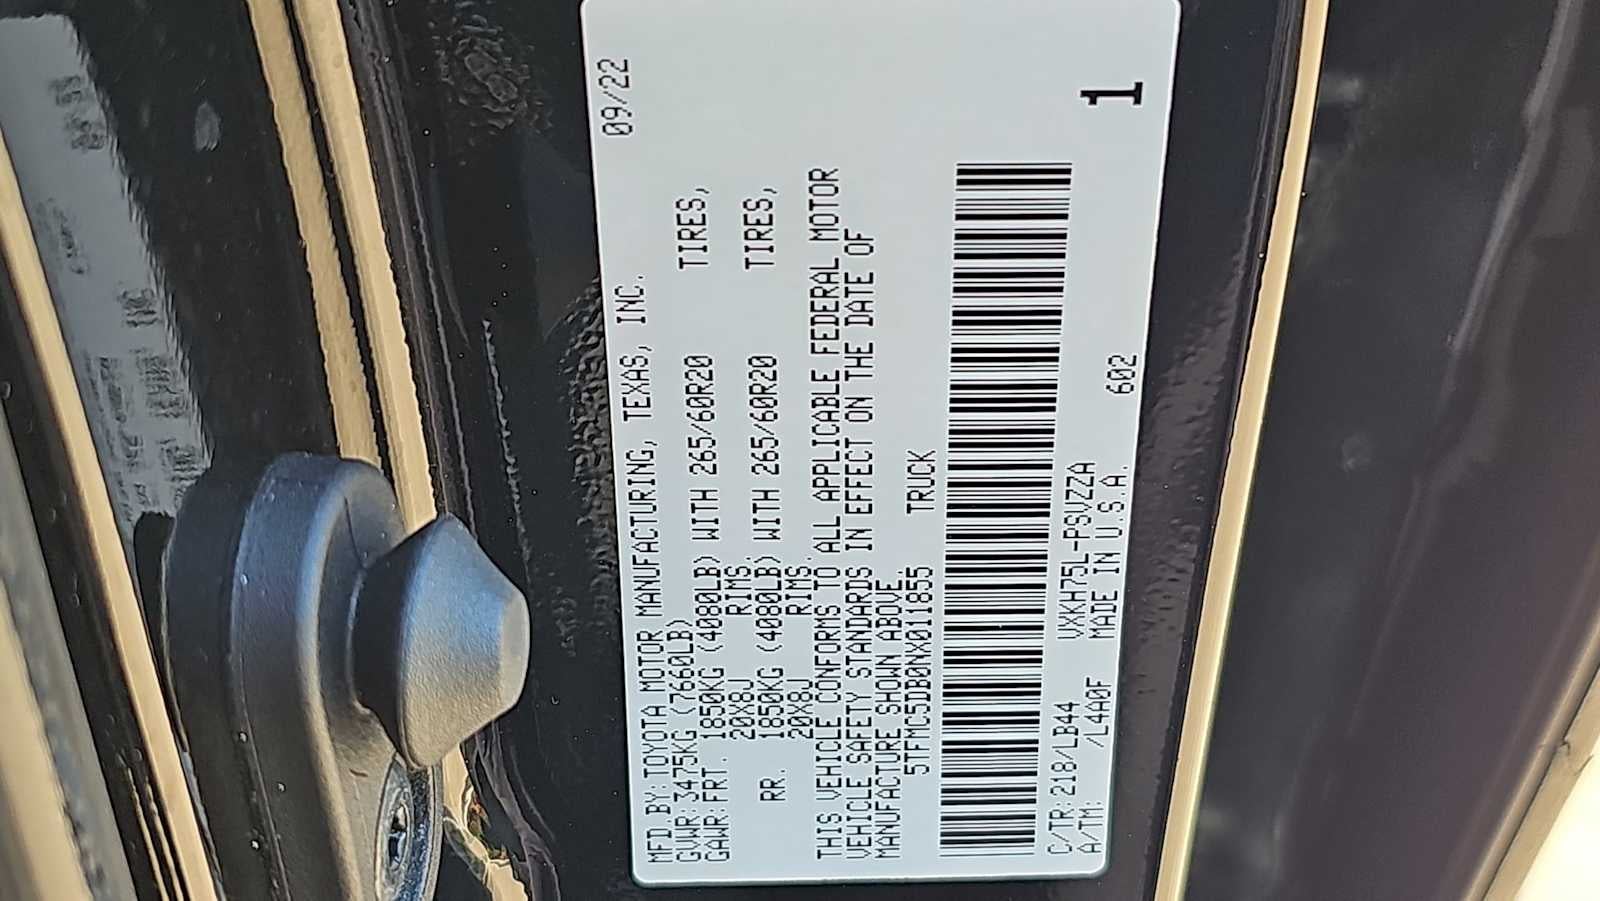 MFD.BY:TOYOTA MOTOR MANUFACTURING, TEXAS, INC. 09/22
GVWR:3475KG (7660LB)
GAWR:FRT. 1850KG (4080LB) WITH 265/60R20 TIRES,
20X8J RIMS.
RR. 1850KG (4080LB) WITH 265/60R20 TIRES,
20X8J RIMS.
THIS VEHICLE CONFORMS TO ALL APPLICABLE FEDERAL MOTOR
VEHICLE SAFETY STANDARDS IN EFFECT ON THE DATE OF
MANUFACTURE SHOWN ABOVE.
5TFMC5DB0NX011855 TRUCK
C/TR:218/LB44 VXKH75L-PSVZZA
A/TM: /L4A0F MADE IN U.S.A. 602 1